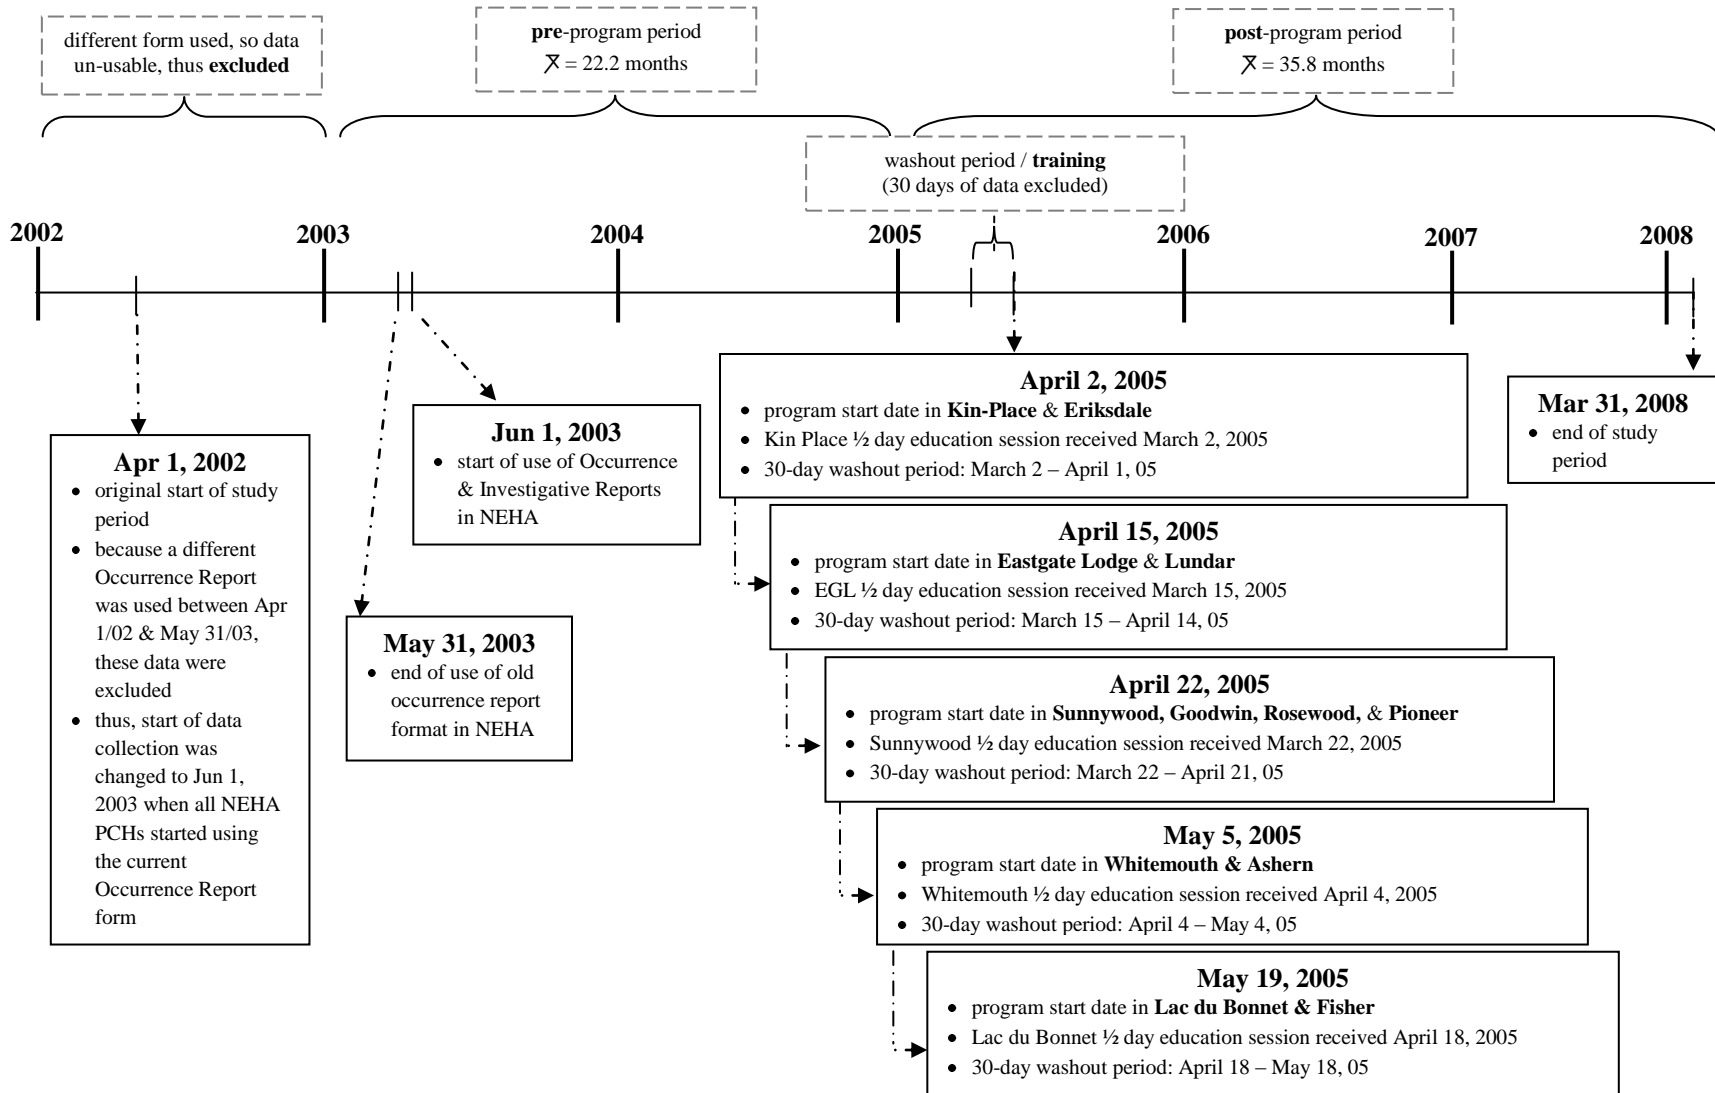 different form used, so data
un-usable, thus excluded
pre-program period
X̅ = 22.2 months
post-program period
X̅ = 35.8 months
washout period / training
(30 days of data excluded)
2002
2003
2004
2005
2006
2007
2008
Apr 1, 2002
• original start of study
period
• because a different
Occurrence Report
was used between Apr
1/02 & May 31/03,
these data were
excluded
• thus, start of data
collection was
changed to Jun 1,
2003 when all NEHA
PCHs started using
the current
Occurrence Report
form
May 31, 2003
• end of use of old
occurrence report
format in NEHA
Jun 1, 2003
• start of use of Occurrence
& Investigative Reports
in NEHA
April 2, 2005
• program start date in Kin-Place & Eriksdale
• Kin Place ½ day education session received March 2, 2005
• 30-day washout period: March 2 – April 1, 05
April 15, 2005
• program start date in Eastgate Lodge & Lundar
• EGL ½ day education session received March 15, 2005
• 30-day washout period: March 15 – April 14, 05
April 22, 2005
• program start date in Sunnywood, Goodwin, Rosewood, & Pioneer
• Sunnywood ½ day education session received March 22, 2005
• 30-day washout period: March 22 – April 21, 05
May 5, 2005
• program start date in Whitemouth & Ashern
• Whitemouth ½ day education session received April 4, 2005
• 30-day washout period: April 4 – May 4, 05
May 19, 2005
• program start date in Lac du Bonnet & Fisher
• Lac du Bonnet ½ day education session received April 18, 2005
• 30-day washout period: April 18 – May 18, 05
Mar 31, 2008
• end of study
period